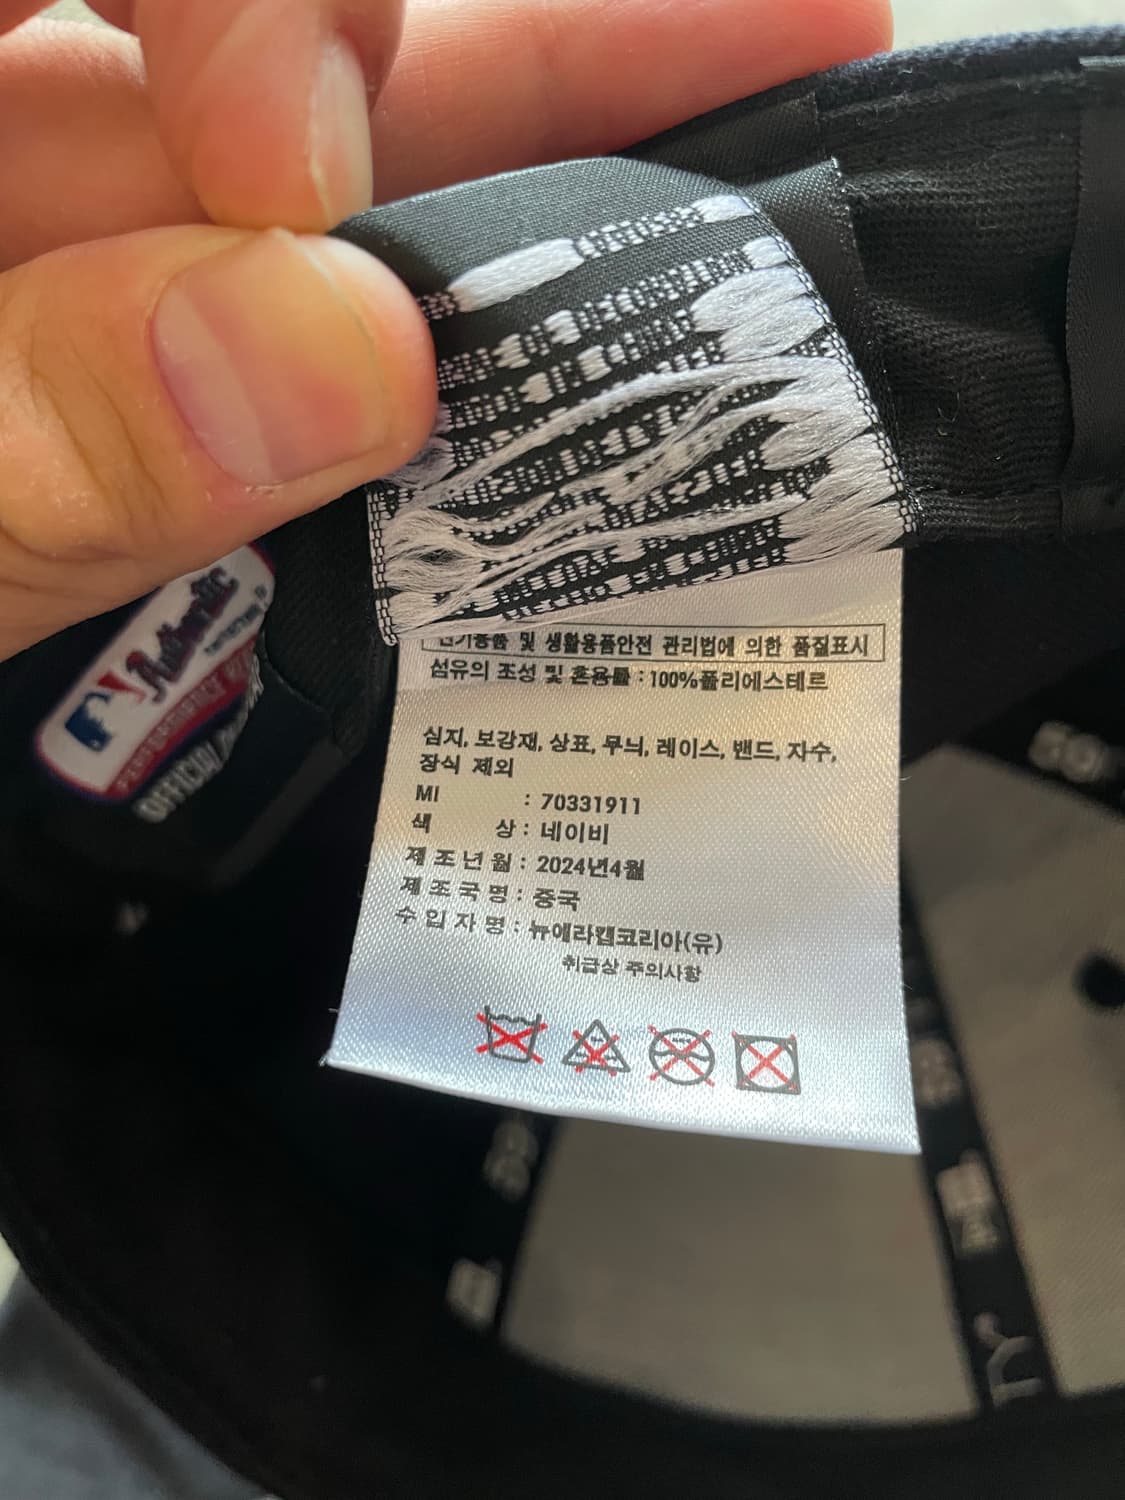 Authentic
PERFORMANCE
OFFICIAL
전기용품 및 생활용품안전 관리법에 의한 품질표시
섬유의 조성 및 혼용률 : 100%폴리에스테르
심지, 보강재, 상표, 무늬, 레이스, 밴드, 자수,
장식 제외
MI : 70331911
색 상 : 네이비
제 조 년 월 : 2024년4월
제 조 국 명 : 중국
수 입 자 명 : 뉴에라캡코리아(유)
취급상 주의사항
59